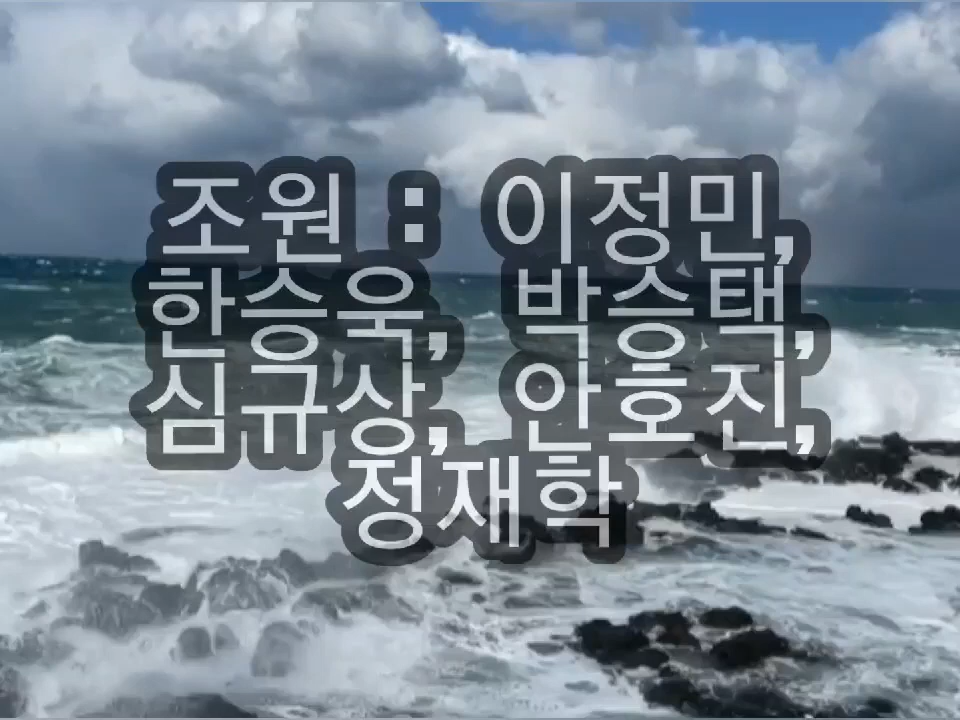 조원 : 이정민,
한승욱, 박승택,
심규상, 안호진,
정재학